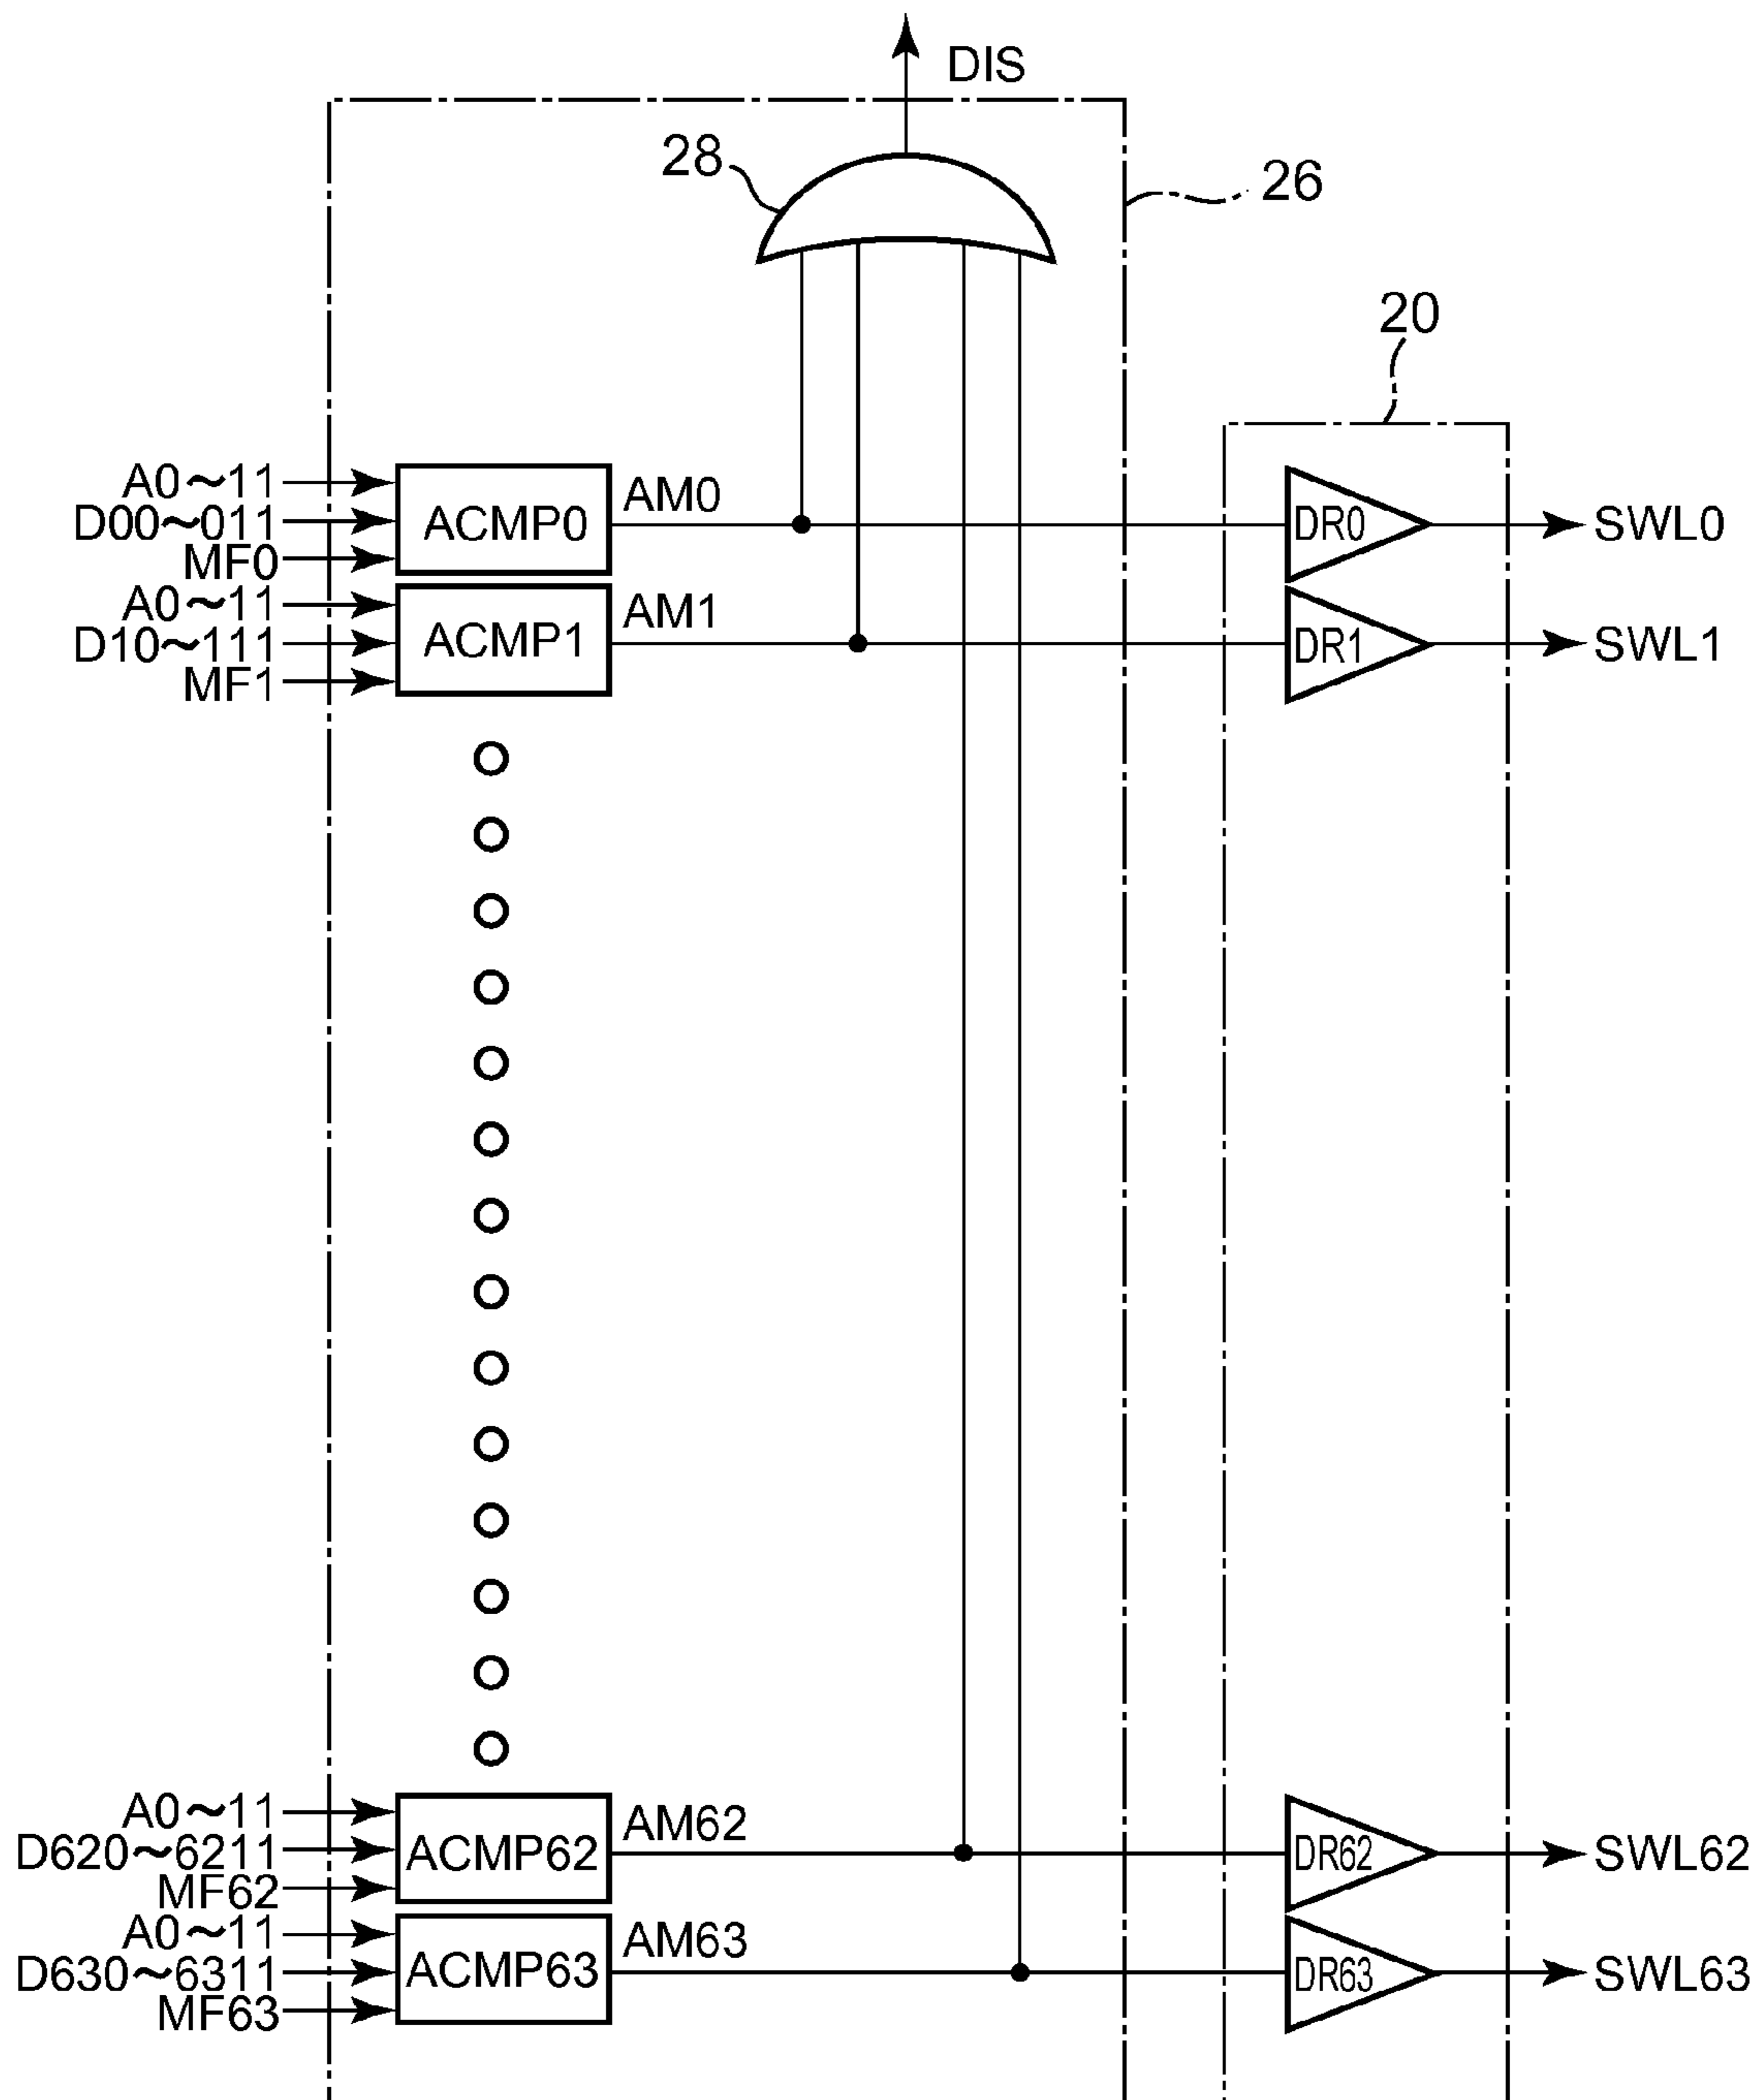 DIS
28
26
20
A0~11
D00~011
MF0
ACMP0
AM0
DR0
SWL0
A0~11
D10~111
MF1
ACMP1
AM1
DR1
SWL1
A0~11
D620~6211
MF62
ACMP62
AM62
DR62
SWL62
A0~11
D630~6311
MF63
ACMP63
AM63
DR63
SWL63